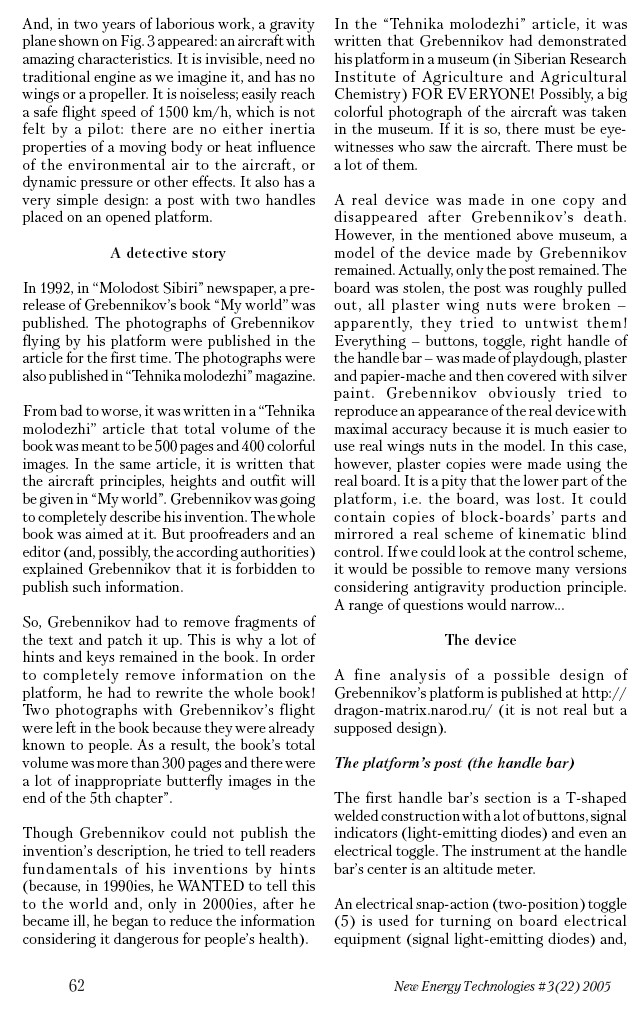 And, in two years of laborious work, a gravity
plane shown on Fig. 3 appeared: an aircraft with
amazing characteristics. It is invisible, need no
traditional engine as we imagine it, and has no
wings or a propeller. It is noiseless; easily reach
a safe flight speed of 1500 km/h, which is not
felt by a pilot: there are no either inertia
properties of a moving body or heat influence
of the environmental air to the aircraft, or
dynamic pressure or other effects. It also has a
very simple design: a post with two handles
placed on an opened platform.
A detective story
In 1992, in “Molodost Sibiri” newspaper, a pre-
release of Grebennikov’s book “My world” was
published. The photographs of Grebennikov
flying by his platform were published in the
article for the first time. The photographs were
also published in “Tehnika molodezhi” magazine.
From bad to worse, it was written in a “Tehnika
molodezhi” article that total volume of the
book was meant to be 500 pages and 400 colorful
images. In the same article, it is written that
the aircraft principles, heights and outfit will
be given in “My world”. Grebennikov was going
to completely describe his invention. The whole
book was aimed at it. But proofreaders and an
editor (and, possibly, the according authorities)
explained Grebennikov that it is forbidden to
publish such information.
So, Grebennikov had to remove fragments of
the text and patch it up. This is why a lot of
hints and keys remained in the book. In order
to completely remove information on the
platform, he had to rewrite the whole book!
Two photographs with Grebennikov’s flight
were left in the book because they were already
known to people. As a result, the book’s total
volume was more than 300 pages and there were
a lot of inappropriate butterfly images in the
end of the 5th chapter”.
Though Grebennikov could not publish the
invention’s description, he tried to tell readers
fundamentals of his inventions by hints
(because, in 1990ies, he WANTED to tell this
to the world and, only in 2000ies, after he
became ill, he began to reduce the information
considering it dangerous for people’s health).
In the “Tehnika molodezhi” article, it was
written that Grebennikov had demonstrated
his platform in a museum (in Siberian Research
Institute of Agriculture and Agricultural
Chemistry) FOR EVERYONE! Possibly, a big
colorful photograph of the aircraft was taken
in the museum. If it is so, there must be eye-
witnesses who saw the aircraft. There must be
a lot of them.
A real device was made in one copy and
disappeared after Grebennikov’s death.
However, in the mentioned above museum, a
model of the device made by Grebennikov
remained. Actually, only the post remained. The
board was stolen, the post was roughly pulled
out, all plaster wing nuts were broken –
apparently, they tried to untwist them!
Everything – buttons, toggle, right handle of
the handle bar – was made of playdough, plaster
and papier-mache and then covered with silver
paint. Grebennikov obviously tried to
reproduce an appearance of the real device with
maximal accuracy because it is much easier to
use real wings nuts in the model. In this case,
however, plaster copies were made using the
real board. It is a pity that the lower part of the
platform, i.e. the board, was lost. It could
contain copies of block-boards’ parts and
mirrored a real scheme of kinematic blind
control. If we could look at the control scheme,
it would be possible to remove many versions
considering antigravity production principle.
A range of questions would narrow...
The device
A fine analysis of a possible design of
Grebennikov’s platform is published at http://
dragon-matrix.narod.ru/ (it is not real but a
supposed design).
The platform’s post (the handle bar)
The first handle bar’s section is a T-shaped
welded construction with a lot of buttons, signal
indicators (light-emitting diodes) and even an
electrical toggle. The instrument at the handle
bar’s center is an altitude meter.
An electrical snap-action (two-position) toggle
(5) is used for turning on board electrical
equipment (signal light-emitting diodes) and,
62
New Energy Technologies #3(22) 2005